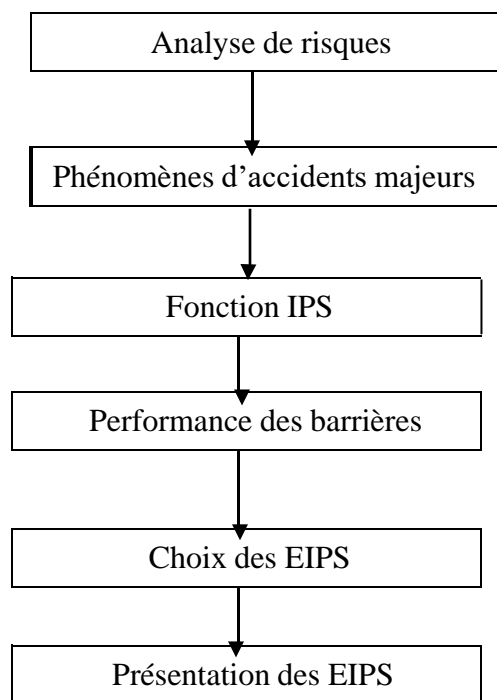 Analyse de risques
Phénomènes d’accidents majeurs
Fonction IPS
Performance des barrières
Choix des EIPS
Présentation des EIPS